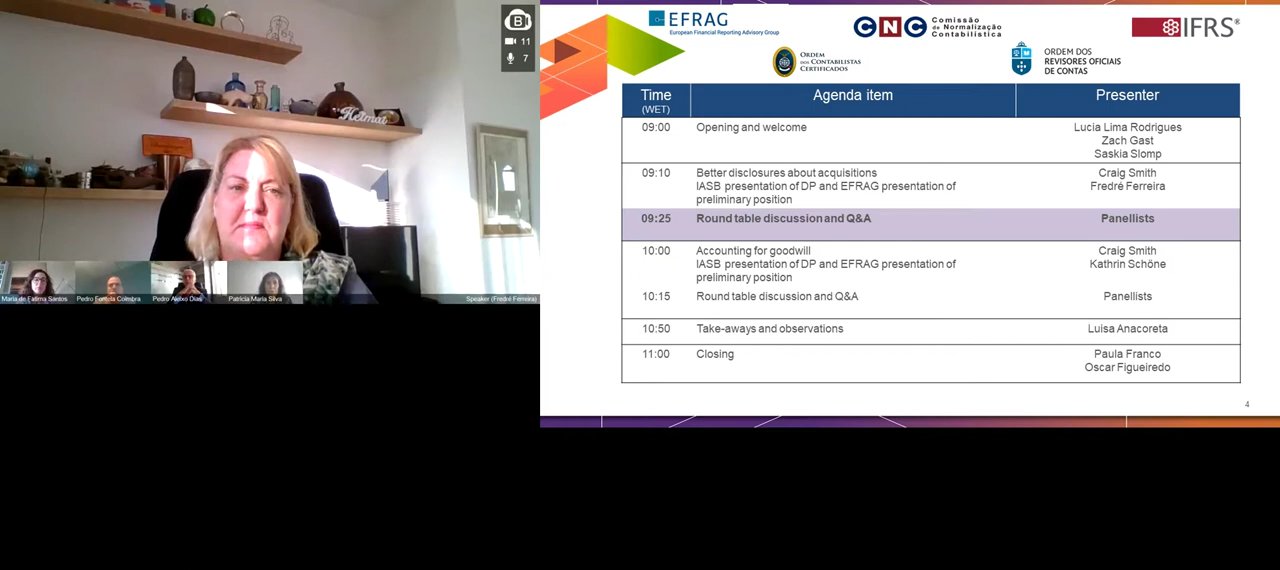 B
11
7
Heimat
Maria de Fatima Santos
Pedro Fontela Coimbra
Pedro Aleixo Dias
Patricia Maria Silva
Speaker (Fredré Ferreira)
EFRAG
European Financial Reporting Advisory Group
CNC Comissão de Normalização Contabilística
IFRS®
ORDEM DOS CONTABILISTAS CERTIFICADOS
ORDEM DOS REVISORES OFICIAIS DE CONTAS
Time (WET) Agenda item Presenter
09:00 Opening and welcome Lucia Lima Rodrigues
Zach Gast
Saskia Slomp
09:10 Better disclosures about acquisitions Craig Smith
IASB presentation of DP and EFRAG presentation of Fredré Ferreira
preliminary position
09:25 Round table discussion and Q&A Panellists
10:00 Accounting for goodwill Craig Smith
IASB presentation of DP and EFRAG presentation of Kathrin Schöne
preliminary position
10:15 Round table discussion and Q&A Panellists
10:50 Take-aways and observations Luisa Anacoreta
11:00 Closing Paula Franco
Oscar Figueiredo
4